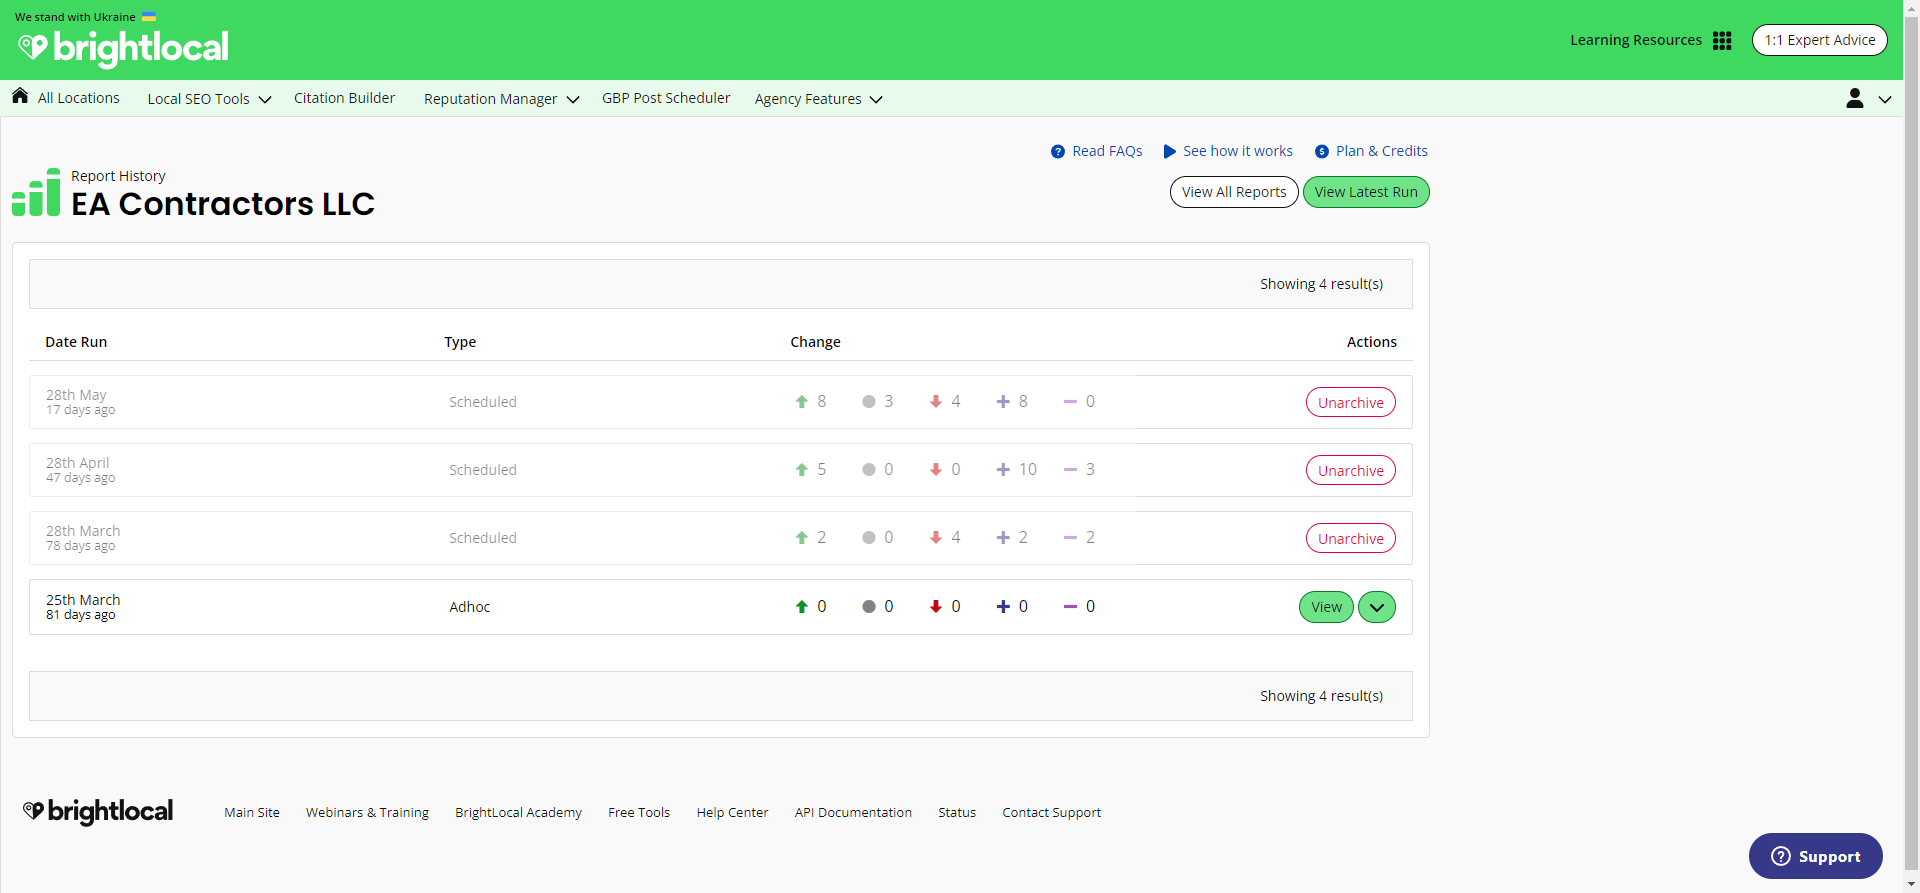 We stand with Ukraine
brightlocal
Learning Resources
1:1 Expert Advice
All Locations
Local SEO Tools
Citation Builder
Reputation Manager
GBP Post Scheduler
Agency Features
Read FAQs
See how it works
Plan & Credits
Report History
EA Contractors LLC
View All Reports
View Latest Run
Showing 4 result(s)
Date Run Type Change Actions
28th May
17 days ago
Scheduled 8 3 4 8 0 Unarchive
28th April
47 days ago
Scheduled 5 0 0 10 3 Unarchive
28th March
78 days ago
Scheduled 2 0 4 2 2 Unarchive
25th March
81 days ago
Adhoc 0 0 0 0 0 View
Showing 4 result(s)
brightlocal
Main Site Webinars & Training BrightLocal Academy Free Tools Help Center API Documentation Status Contact Support
Support